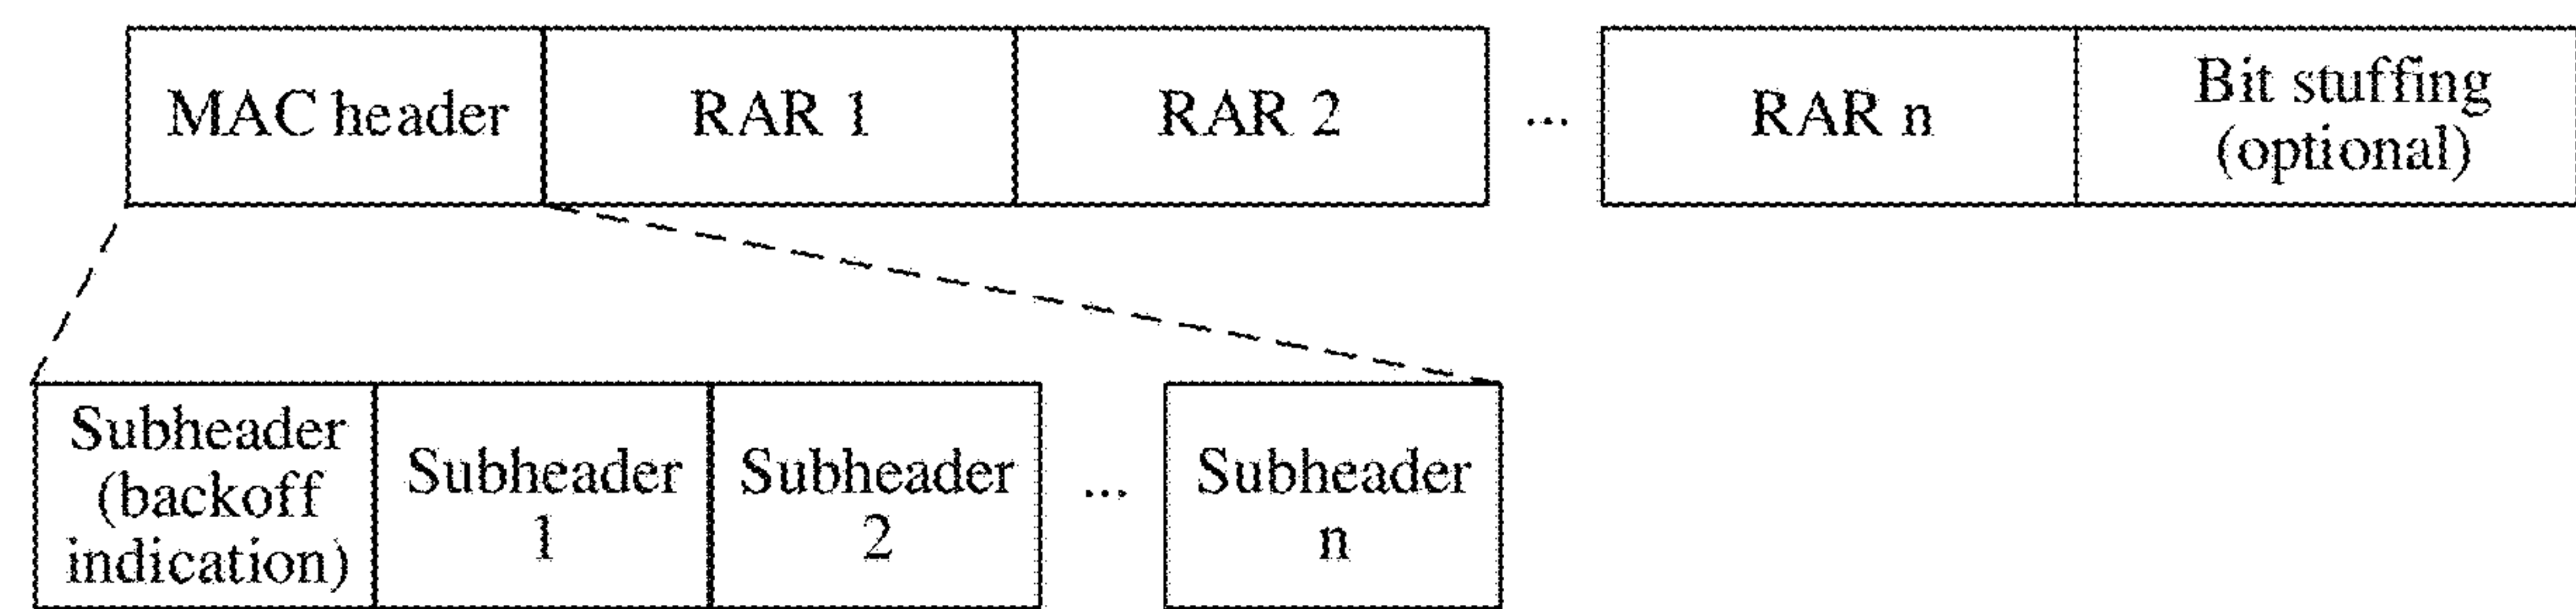 MAC header
RAR 1
RAR 2
...
RAR n
Bit stuffing
(optional)
Subheader
(backoff
indication)
Subheader
1
Subheader
2
...
Subheader
n